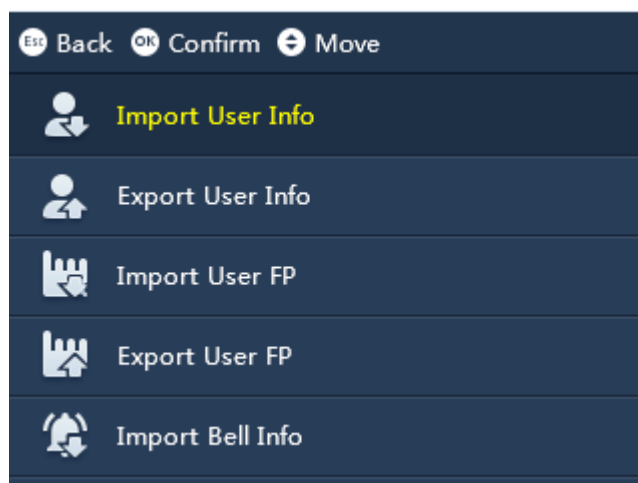 Esc Back OK Confirm Move
Import User Info
Export User Info
Import User FP
Export User FP
Import Bell Info